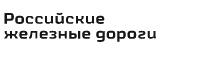 Российские
железные дороги